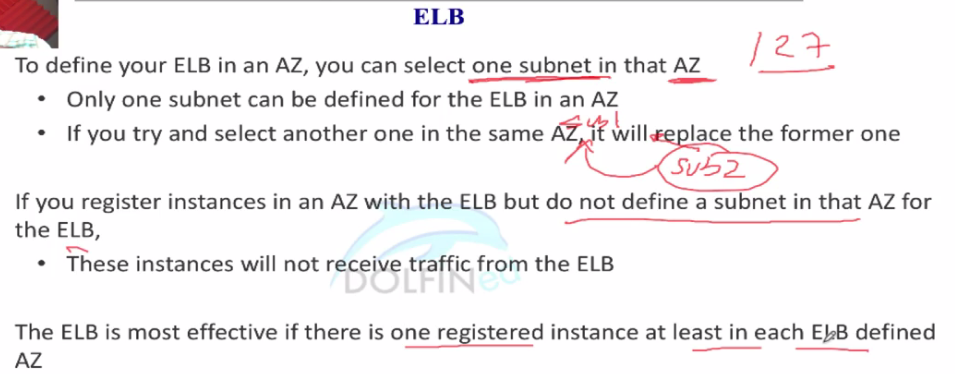 ELB
To define your ELB in an AZ, you can select one subnet in that AZ
/27
• Only one subnet can be defined for the ELB in an AZ
sub1
• If you try and select another one in the same AZ, it will replace the former one
sub2
If you register instances in an AZ with the ELB but do not define a subnet in that AZ for
the ELB,
• These instances will not receive traffic from the ELB
DOLFINed
The ELB is most effective if there is one registered instance at least in each ELB defined
AZ